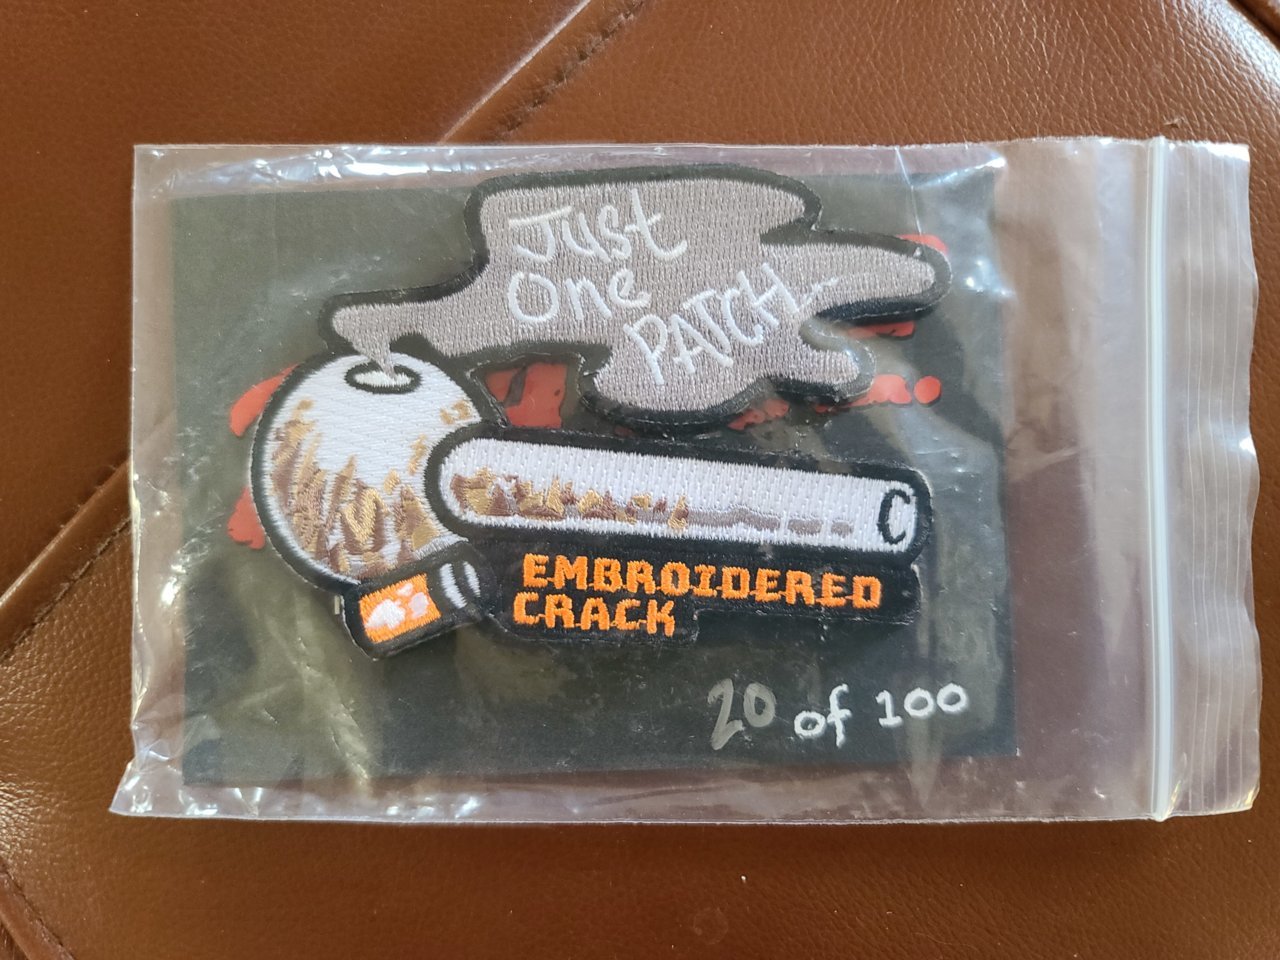 Just
One
PATCH...
C
EMBROIDERED
CRACK
20 of 100